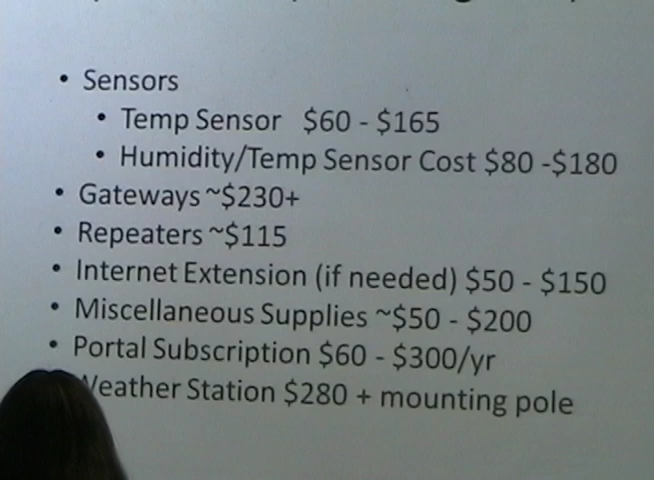 • Sensors
• Temp Sensor $60 - $165
• Humidity/Temp Sensor Cost $80 -$180
• Gateways ~$230+
• Repeaters ~$115
• Internet Extension (if needed) $50 - $150
• Miscellaneous Supplies ~$50 - $200
• Portal Subscription $60 - $300/yr
Weather Station $280 + mounting pole